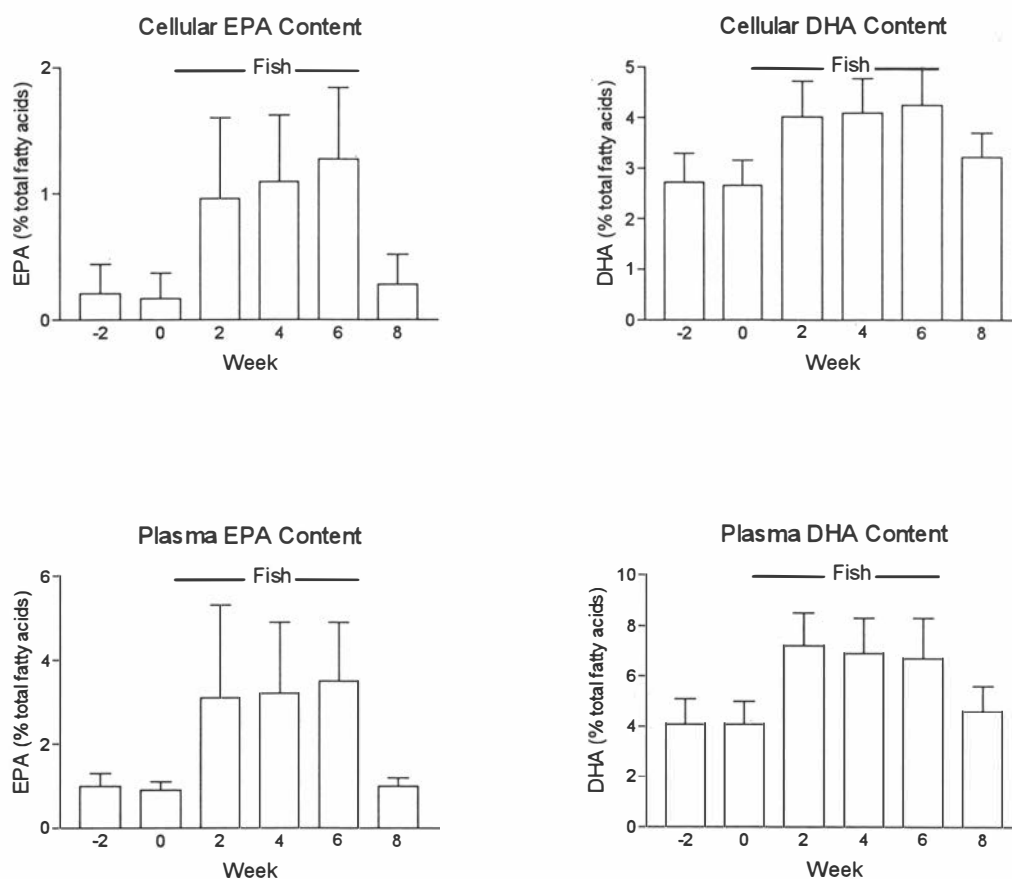 Cellular EPA Content
Fish
EPA (% total fatty acids)
2
1
0
-2 0 2 4 6 8
Week
Cellular DHA Content
Fish
DHA (% total fatty acids)
5
4
3
2
1
0
-2 0 2 4 6 8
Week
Plasma EPA Content
Fish
EPA (% total fatty acids)
6
4
2
0
-2 0 2 4 6 8
Week
Plasma DHA Content
Fish
DHA (% total fatty acids)
10
8
6
4
2
0
-2 0 2 4 6 8
Week